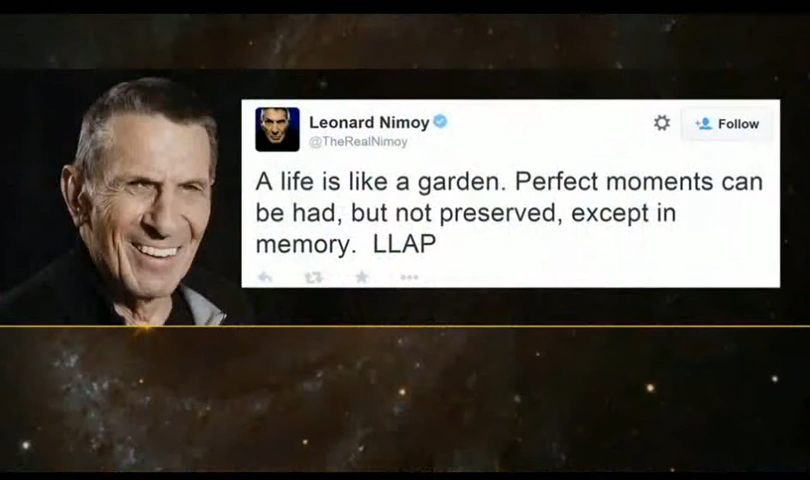 Leonard Nimoy
@TheRealNimoy
Follow
A life is like a garden. Perfect moments can
be had, but not preserved, except in
memory.  LLAP